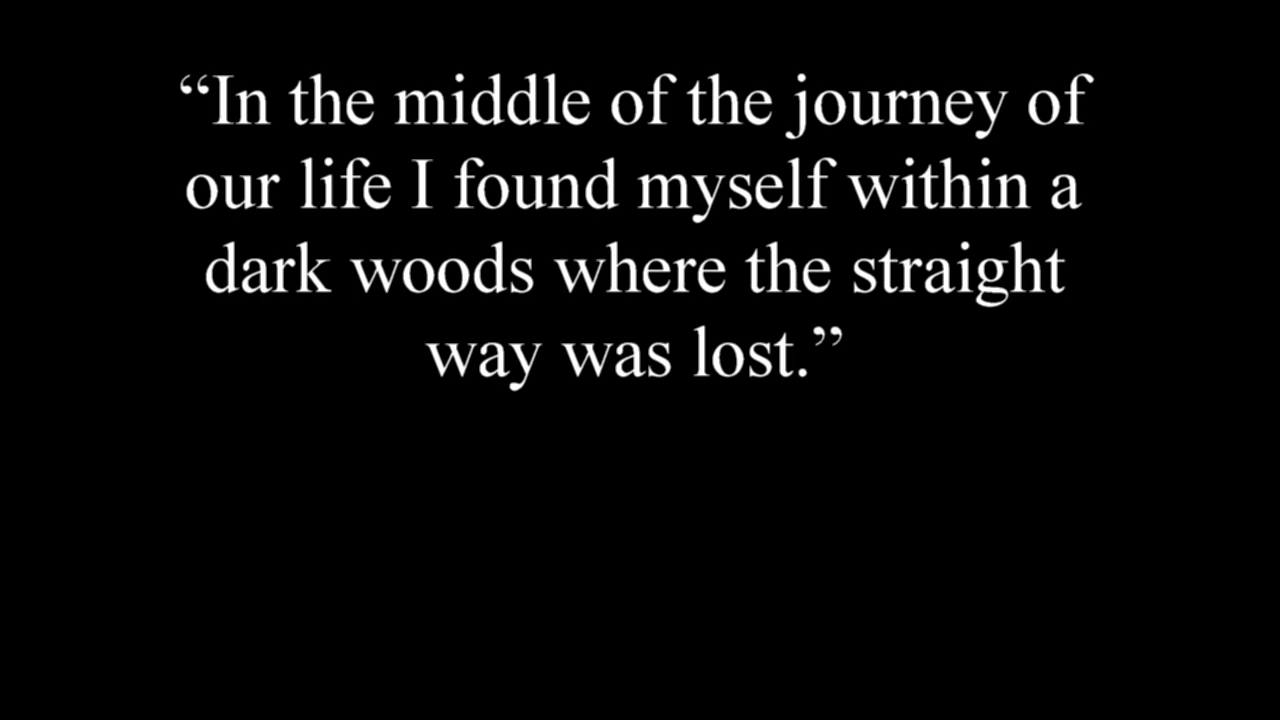 “In the middle of the journey of
our life I found myself within a
dark woods where the straight
way was lost.”